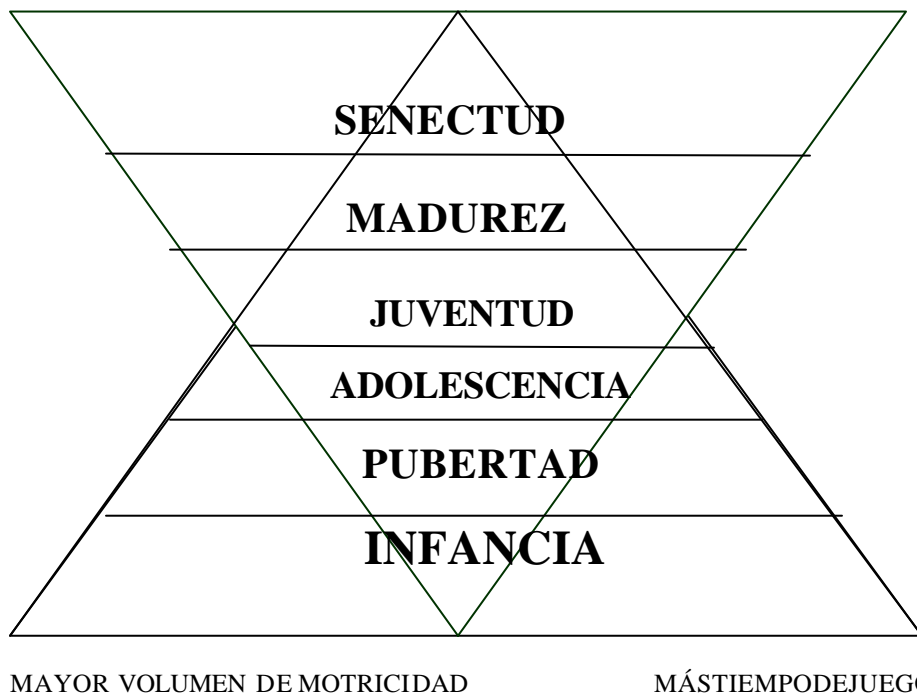 SENECTUD
MADUREZ
JUVENTUD
ADOLESCENCIA
PUBERTAD
INFANCIA
MAYOR VOLUMEN DE MOTRICIDAD MÁSTIEMPODEJUEGO